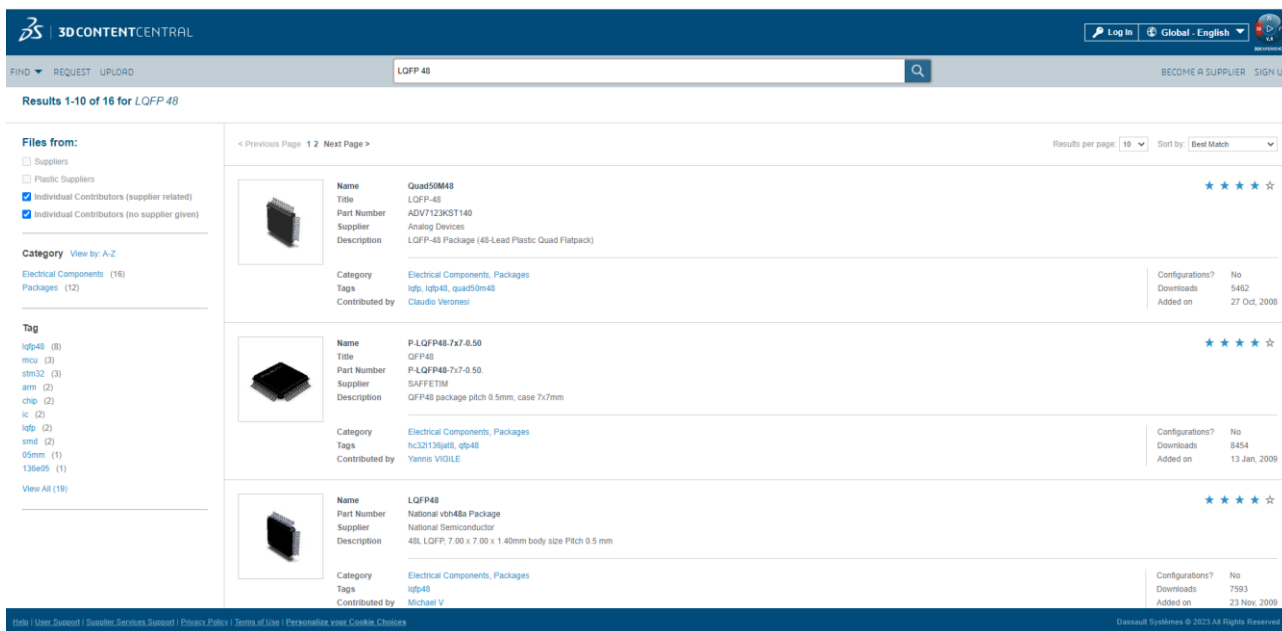 3DCONTENTCENTRAL
Log In Global - English
FIND REQUEST UPLOAD LQFP 48 BECOME A SUPPLIER SIGN U
Results 1-10 of 16 for LQFP 48
Files from:
Suppliers
Plastic Suppliers
Individual Contributors (supplier related)
Individual Contributors (no supplier given)
Category View by: A-Z
Electrical Components (16)
Packages (12)
Tag
lqfp48 (8)
mcu (3)
stm32 (3)
arm (2)
chip (2)
ic (2)
lqfp (2)
smd (2)
05mm (1)
136e05 (1)
View All (19)
< Previous Page 1 2 Next Page > Results per page: 10 Sort by: Best Match
Name Quad50M48
Title LQFP-48
Part Number ADV7123KST140
Supplier Analog Devices
Description LQFP-48 Package (48-Lead Plastic Quad Flatpack)
Category Electrical Components, Packages Configurations? No
Tags lqfp, lqfp48, quad50m48 Downloads 5462
Contributed by Claudio Veronesi Added on 27 Oct, 2008
Name P-LQFP48-7x7-0.50
Title QFP48
Part Number P-LQFP48-7x7-0.50.
Supplier SAFFETIM
Description QFP48 package pitch 0.5mm, case 7x7mm
Category Electrical Components, Packages Configurations? No
Tags hc32l136jat8, qfp48 Downloads 8454
Contributed by Yannis VIGILE Added on 13 Jan, 2009
Name LQFP48
Part Number National vbh48a Package
Supplier National Semiconductor
Description 48L LQFP, 7.00 x 7.00 x 1.40mm body size Pitch 0.5 mm
Category Electrical Components, Packages Configurations? No
Tags lqfp48 Downloads 7593
Contributed by Michael V Added on 23 Nov, 2009
Help | User Support | Supplier Services Support | Privacy Policy | Terms of Use | Personalize your Cookie Choices Dassault Systèmes © 2023 All Rights Reserved